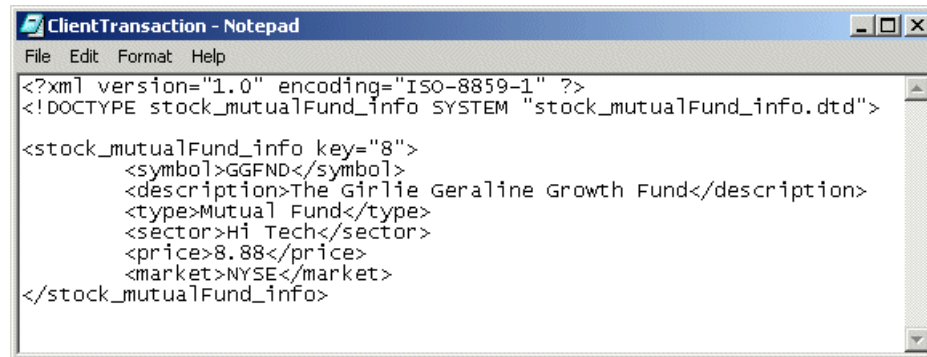 ClientTransaction - Notepad
File Edit Format Help
<?xml version="1.0" encoding="ISO-8859-1" ?>
<!DOCTYPE stock_mutualFund_info SYSTEM "stock_mutualFund_info.dtd">
<stock_mutualFund_info key="8">
<symbol>GGFND</symbol>
<description>The Girlie Geraline Growth Fund</description>
<type>Mutual Fund</type>
<sector>Hi Tech</sector>
<price>8.88</price>
<market>NYSE</market>
</stock_mutualFund_info>